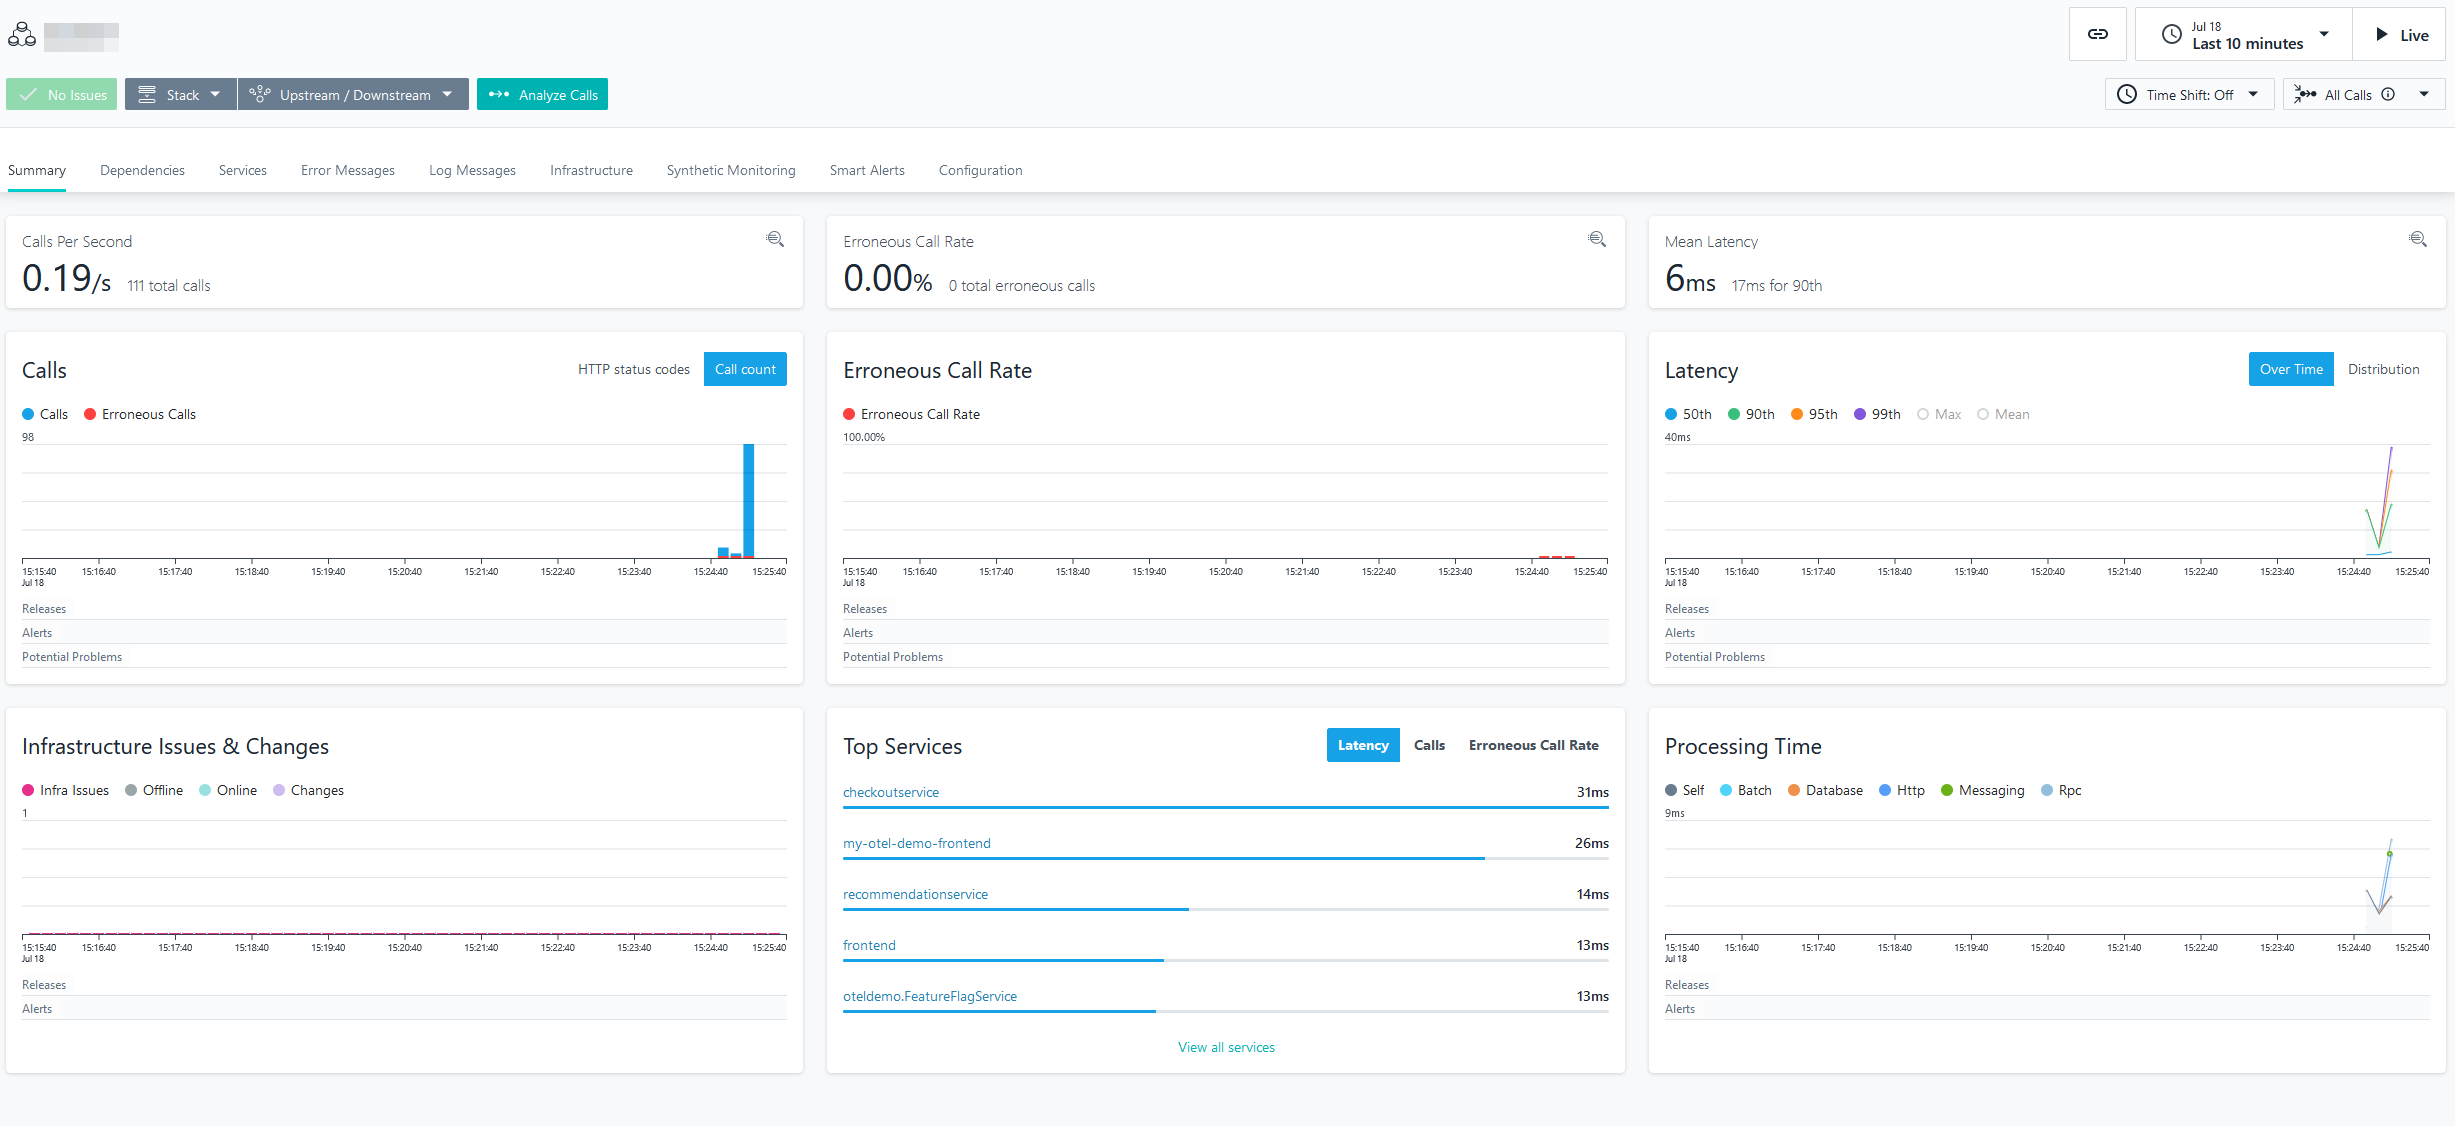 Jul 18
Last 10 minutes
Live
No Issues
Stack
Upstream / Downstream
Analyze Calls
Time Shift: Off
All Calls
Summary
Dependencies
Services
Error Messages
Log Messages
Infrastructure
Synthetic Monitoring
Smart Alerts
Configuration
Calls Per Second
0.19/s 111 total calls
Erroneous Call Rate
0.00% 0 total erroneous calls
Mean Latency
6ms 17ms for 90th
Calls
HTTP status codes
Call count
Calls Erroneous Calls
98
15:15:40 15:16:40 15:17:40 15:18:40 15:19:40 15:20:40 15:21:40 15:22:40 15:23:40 15:24:40 15:25:40
Jul 18
Releases
Alerts
Potential Problems
Erroneous Call Rate
Erroneous Call Rate
100.00%
15:15:40 15:16:40 15:17:40 15:18:40 15:19:40 15:20:40 15:21:40 15:22:40 15:23:40 15:24:40 15:25:40
Jul 18
Releases
Alerts
Potential Problems
Latency
Over Time
Distribution
50th 90th 95th 99th Max Mean
40ms
15:15:40 15:16:40 15:17:40 15:18:40 15:19:40 15:20:40 15:21:40 15:22:40 15:23:40 15:24:40 15:25:40
Jul 18
Releases
Alerts
Potential Problems
Infrastructure Issues & Changes
Infra Issues Offline Online Changes
1
15:15:40 15:16:40 15:17:40 15:18:40 15:19:40 15:20:40 15:21:40 15:22:40 15:23:40 15:24:40 15:25:40
Jul 18
Releases
Alerts
Top Services
Latency
Calls
Erroneous Call Rate
checkoutservice 31ms
my-otel-demo-frontend 26ms
recommendationservice 14ms
frontend 13ms
oteldemo.FeatureFlagService 13ms
View all services
Processing Time
Self Batch Database Http Messaging Rpc
9ms
15:15:40 15:16:40 15:17:40 15:18:40 15:19:40 15:20:40 15:21:40 15:22:40 15:23:40 15:24:40 15:25:40
Jul 18
Releases
Alerts